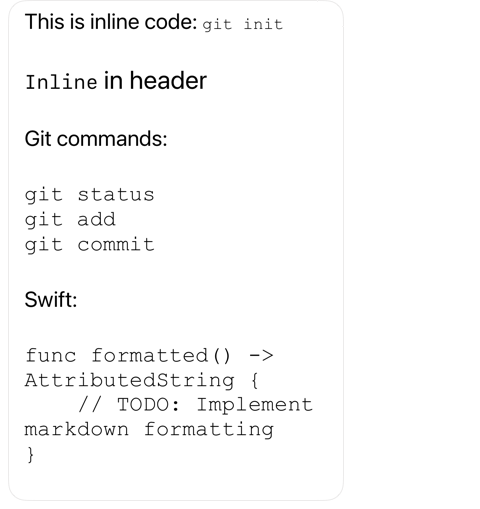 This is inline code: git init
Inline in header
Git commands:
git status
git add
git commit
Swift:
func formatted() ->
AttributedString {
    // TODO: Implement
markdown formatting
}